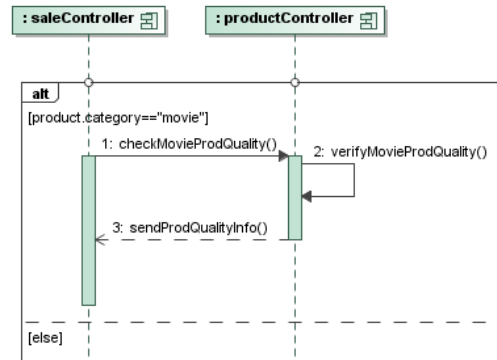 : saleController
: productController
alt
[product.category=="movie"]
1: checkMovieProdQuality()
2: verifyMovieProdQuality()
3: sendProdQualityInfo()
[else]